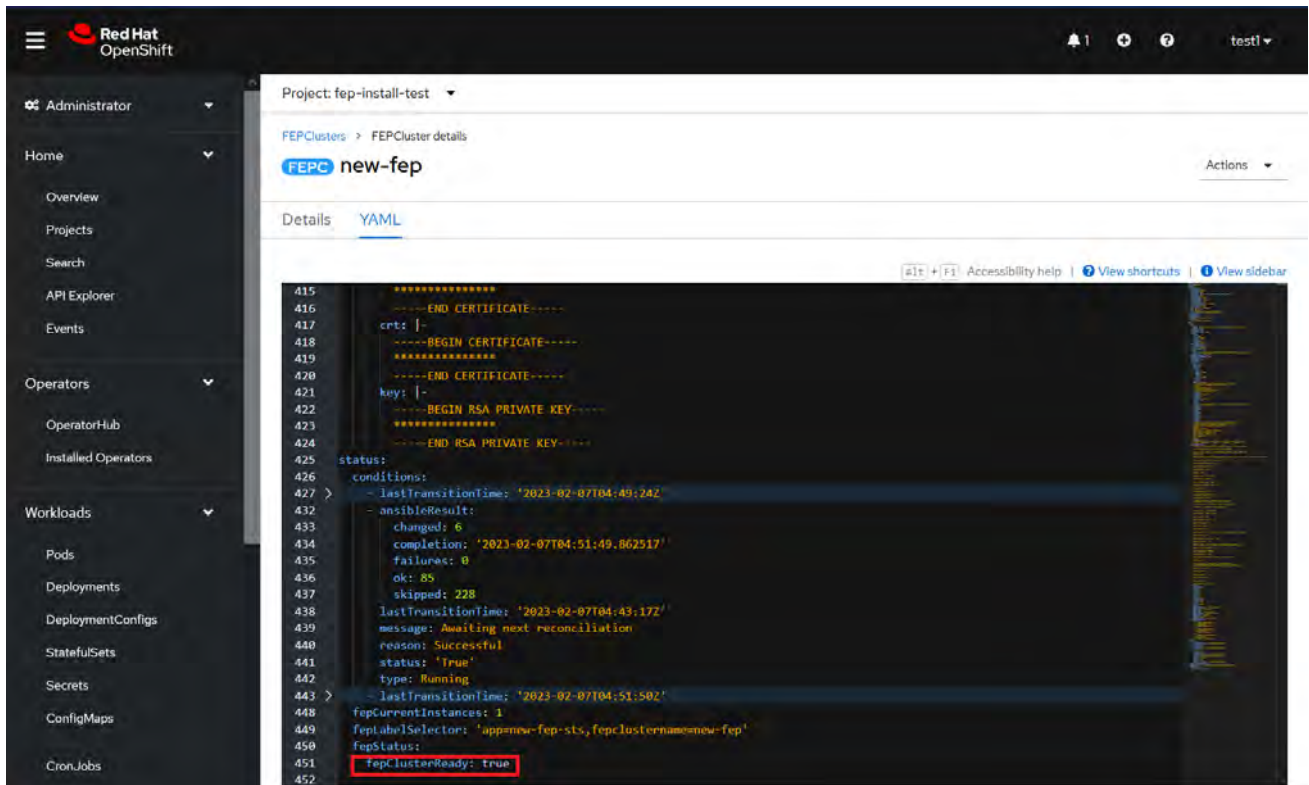 Red Hat
OpenShift
1
test1
Administrator
Home
Overview
Projects
Search
API Explorer
Events
Operators
OperatorHub
Installed Operators
Workloads
Pods
Deployments
DeploymentConfigs
StatefulSets
Secrets
ConfigMaps
CronJobs
Project: fep-install-test
FEPClusters > FEPCluster details
FEPC new-fep
Actions
Details YAML
Alt + F1 Accessibility help | View shortcuts | View sidebar
415 ***************
416 -----END CERTIFICATE-----
417 crt: |-
418 -----BEGIN CERTIFICATE-----
419 ***************
420 -----END CERTIFICATE-----
421 key: |-
422 -----BEGIN RSA PRIVATE KEY-----
423 ***************
424 -----END RSA PRIVATE KEY-----
425 status:
426 conditions:
427 > - lastTransitionTime: '2023-02-07T04:49:24Z'
432 - ansibleResult:
433 changed: 6
434 completion: '2023-02-07T04:51:49.862517'
435 failures: 0
436 ok: 85
437 skipped: 228
438 lastTransitionTime: '2023-02-07T04:43:17Z'
439 message: Awaiting next reconciliation
440 reason: Successful
441 status: 'True'
442 type: Running
443 > - lastTransitionTime: '2023-02-07T04:51:50Z'
448 fepCurrentInstances: 1
449 fepLabelSelector: 'app=new-fep-sts,fepclustername=new-fep'
450 fepStatus:
451 fepClusterReady: true
452